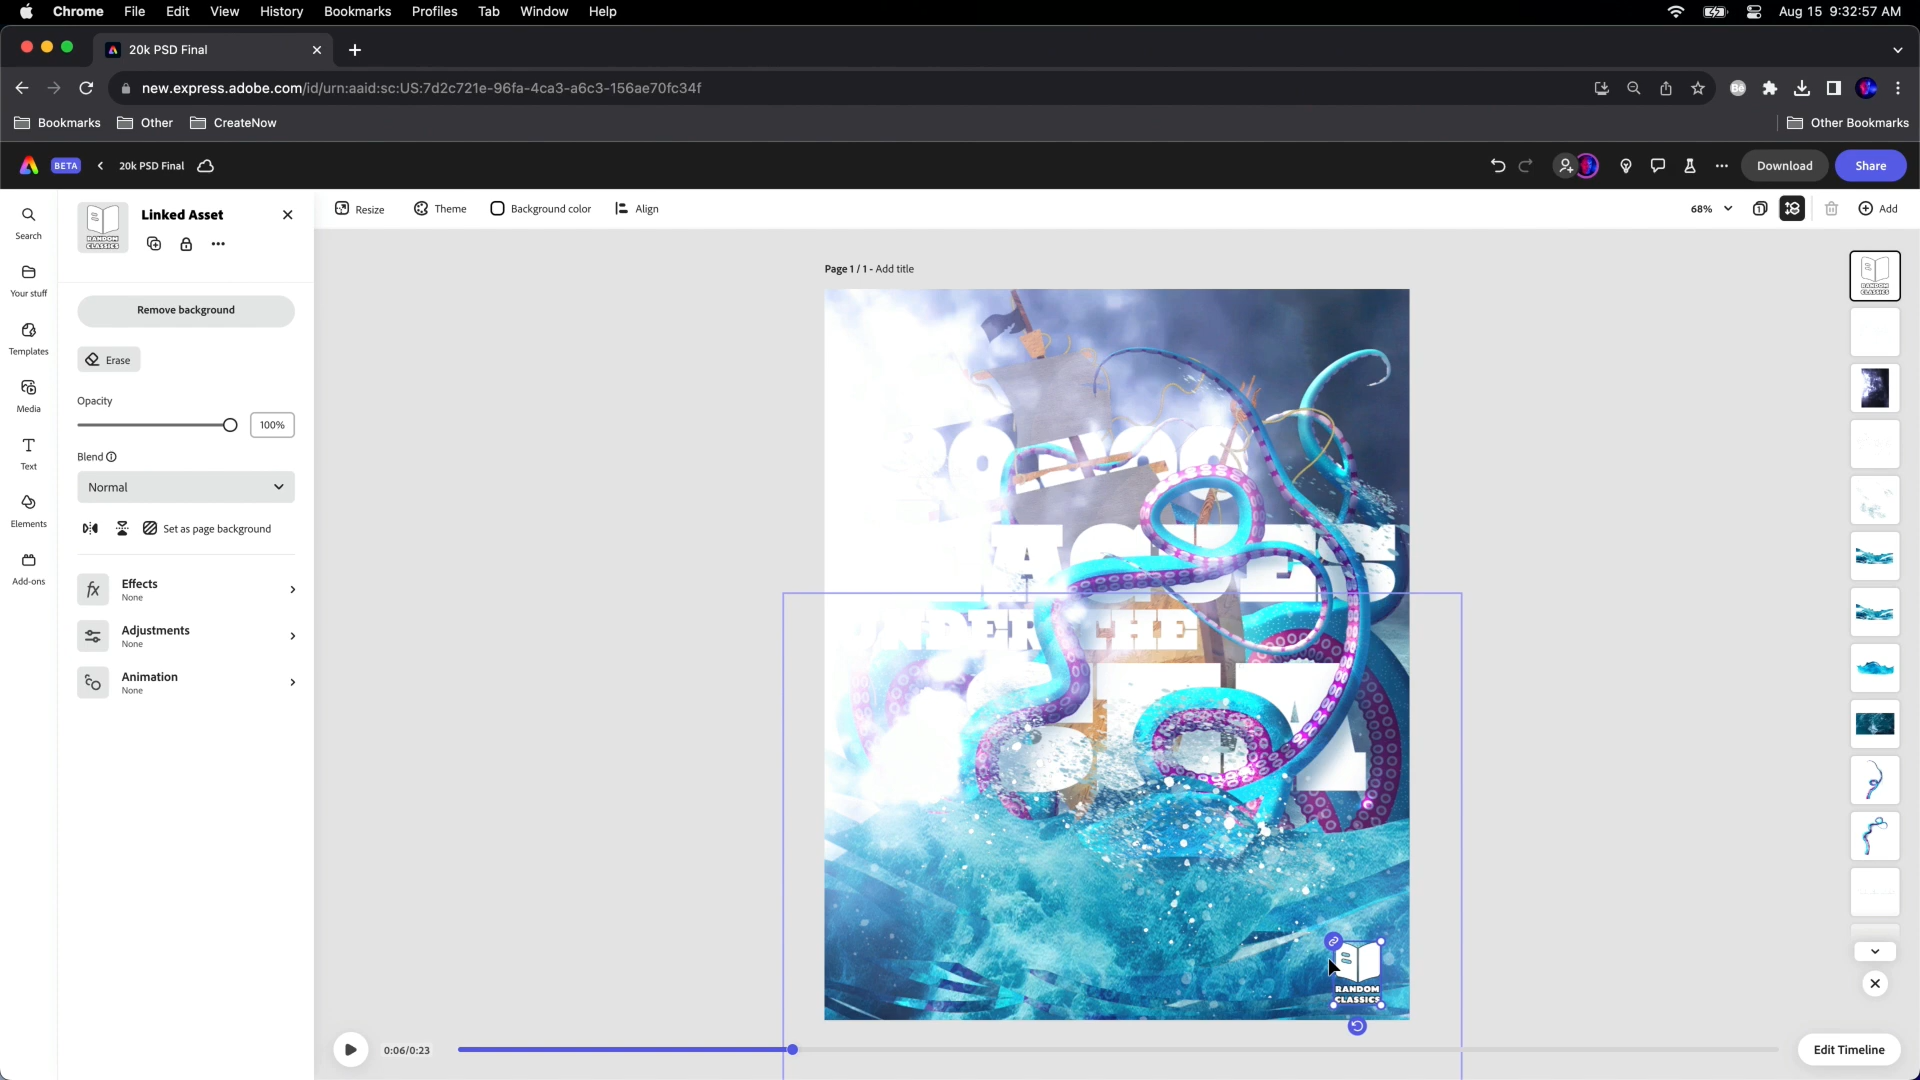 Chrome File Edit View History Bookmarks Profiles Tab Window Help Aug 15 9:32:57 AM
20k PSD Final
new.express.adobe.com/id/urn:aaid:sc:US:7d2c721e-96fa-4ca3-a6c3-156ae70fc34f
Bookmarks Other CreateNow Other Bookmarks
BETA 20k PSD Final Download Share
Linked Asset
Resize Theme Background color Align 68% Add
Search
Your stuff
Templates
Media
Text
Elements
Add-ons
Remove background
Erase
Opacity
100%
Blend
Normal
Set as page background
Effects
None
Adjustments
None
Animation
None
Page 1 / 1 - Add title
THE
RANDOM
CLASSICS
0:06/0:23
Edit Timeline